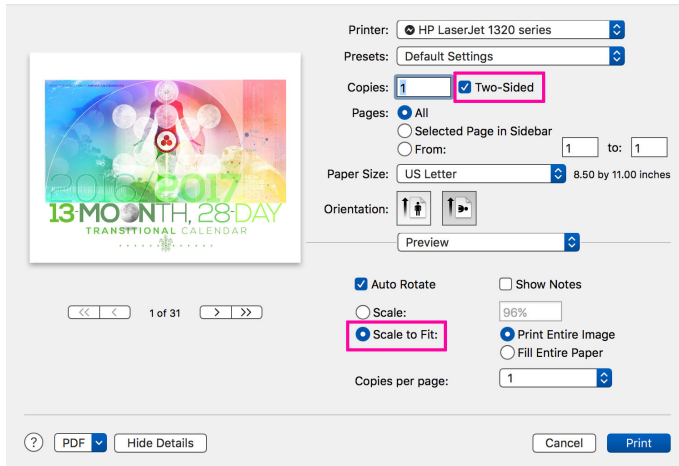 Printer: HP LaserJet 1320 series
Presets: Default Settings
Copies: 1 Two-Sided
Pages: All
Selected Page in Sidebar
From: 1 to: 1
Paper Size: US Letter 8.50 by 11.00 inches
Orientation:
Preview
2016 2017
13-MOONTH, 28-DAY
TRANSITIONAL CALENDAR
<< < 1 of 31 > >>
Auto Rotate Show Notes
Scale: 96%
Scale to Fit: Print Entire Image
Fill Entire Paper
Copies per page: 1
? PDF Hide Details Cancel Print